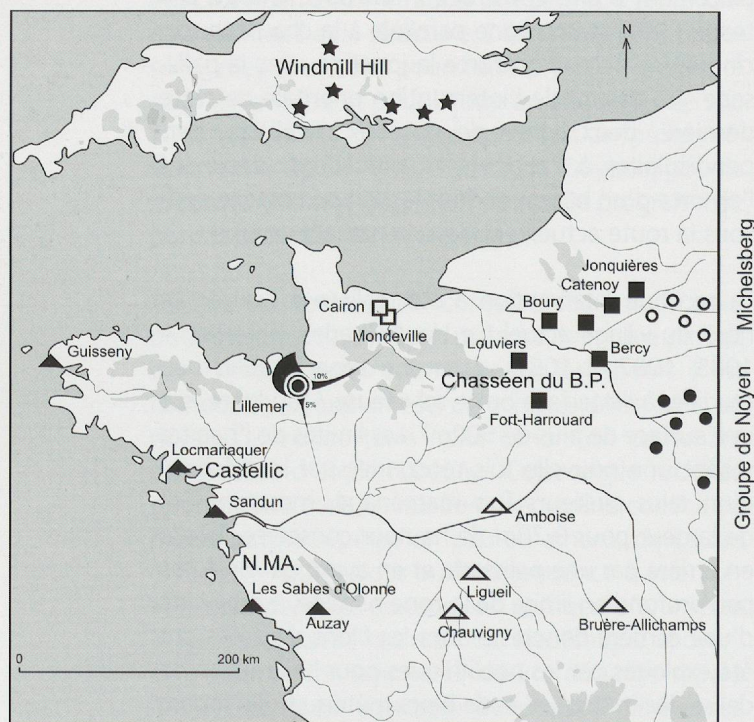 N
Windmill Hill
Jonquières
Catenoy
Boury
Cairon
Mondeville
Louviers
Bercy
Guisseny
10%
Chasséen du B.P.
Lillemer
5%
Fort-Harrouard
Locmariaquer
Castellic
Sandun
Amboise
N.MA.
Les Sables d'Olonne
Ligueil
Auzay
Chauvigny
Bruère-Allichamps
0
200 km
Michelsberg
Groupe de Noyen